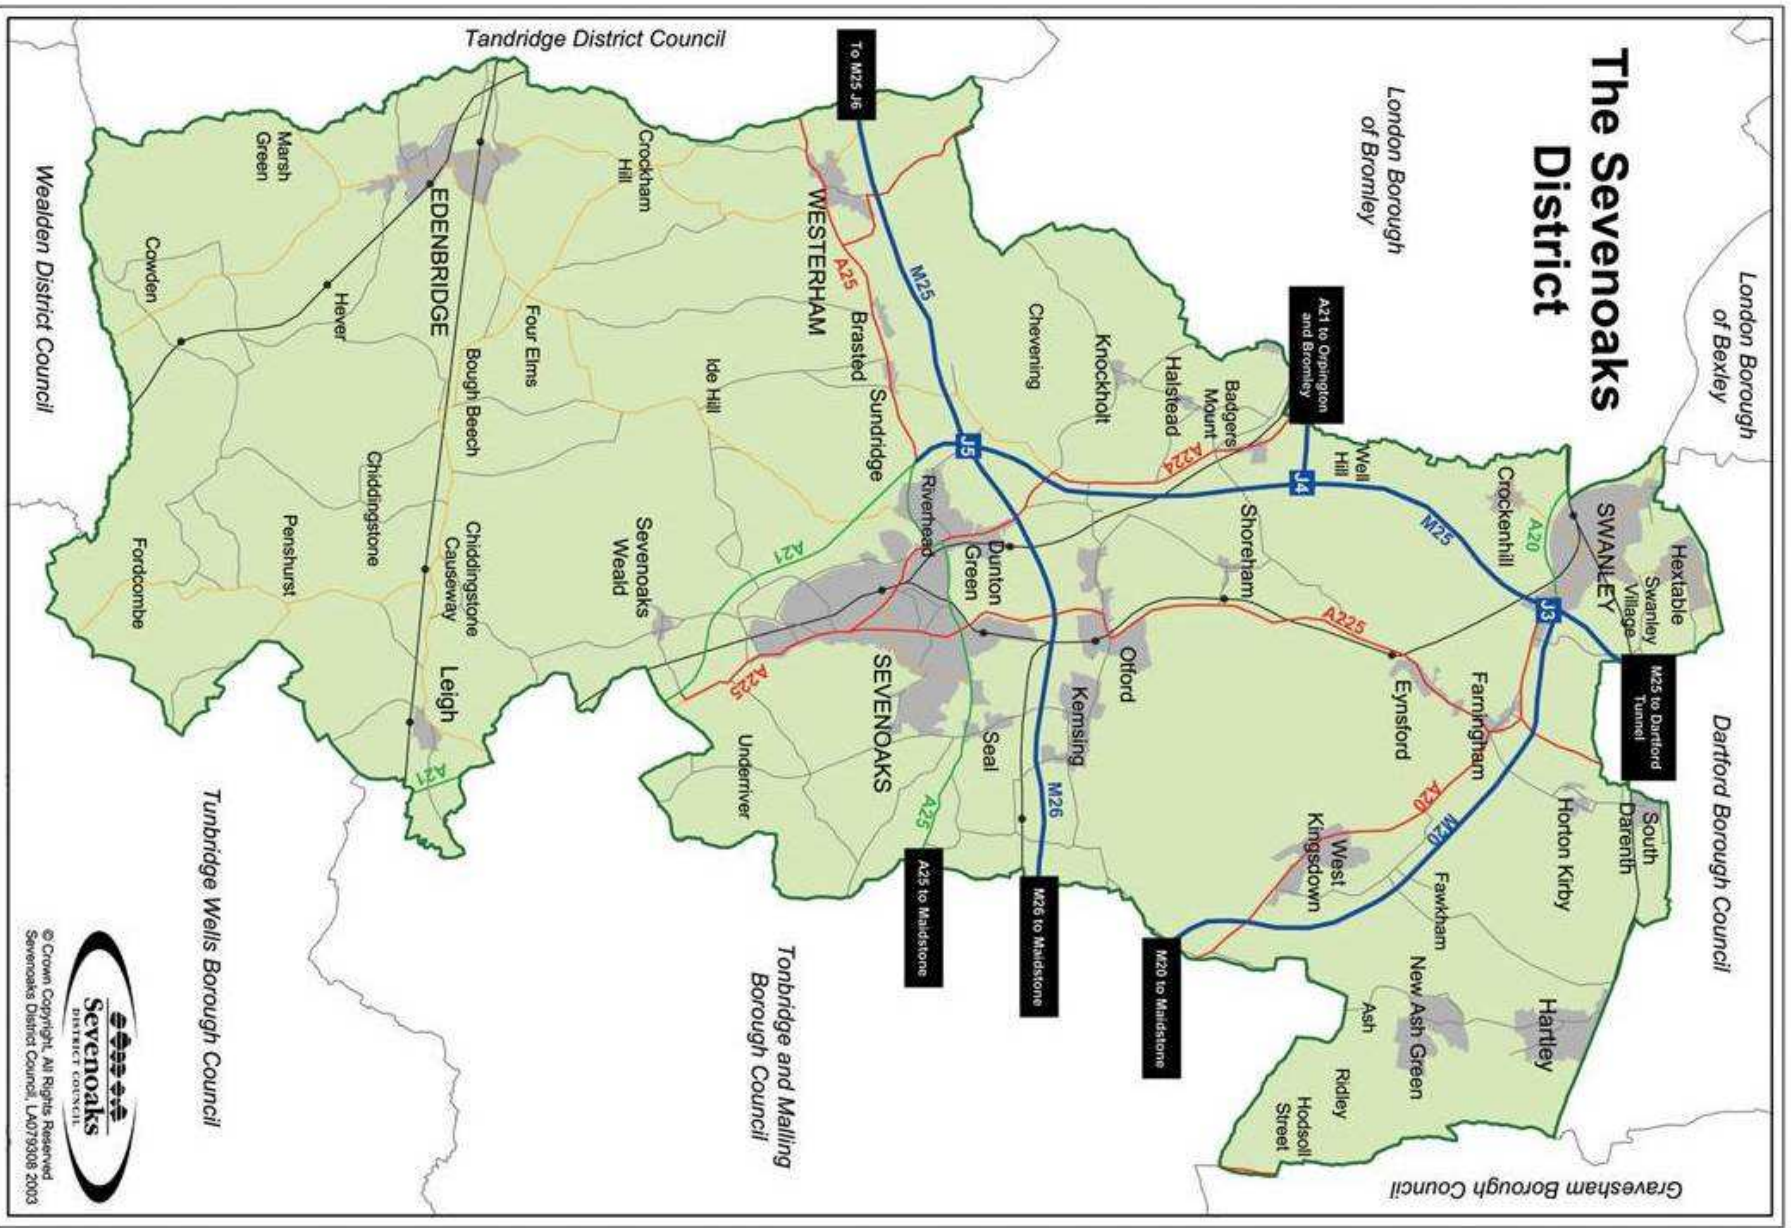 The Sevenoaks
District
London Borough
of Bexley
London Borough
of Bromley
Dartford Borough Council
Gravesham Borough Council
Tandridge District Council
Wealden District Council
Tunbridge Wells Borough Council
Tonbridge and Malling
Borough Council
Hextable
Swanley
Village
SWANLEY
M25 to Dartford
Tunnel
J3
A20
Crockenhill
South
Darenth
Horton Kirby
Hartley
M25
Well
Hill
Farningham
A20
M20
Fawkham
New Ash Green
Eynsford
A225
Ash
Ridley
Hodsoll
Street
West
Kingsdown
A21 to Orpington
and Bromley
J4
Badgers
Mount
Halstead
A224
Shoreham
Knockholt
M20 to Maidstone
Chevening
Otford
Kemsing
M26
M26 to Maidstone
J5
Dunton
Green
Seal
M25
Riverhead
A25
A25 to Maidstone
To M25 J6
WESTERHAM
A25
Brasted
Sundridge
SEVENOAKS
A21
A225
Underriver
Ide Hill
Sevenoaks
Weald
Crockham
Hill
Four Elms
Bough Beech
Chiddingstone
Causeway
Leigh
A21
EDENBRIDGE
Hever
Chiddingstone
Marsh
Green
Penshurst
Cowden
Fordcombe
Sevenoaks
DISTRICT COUNCIL
© Crown Copyright, All Rights Reserved
Sevenoaks District Council, LA079308 2003